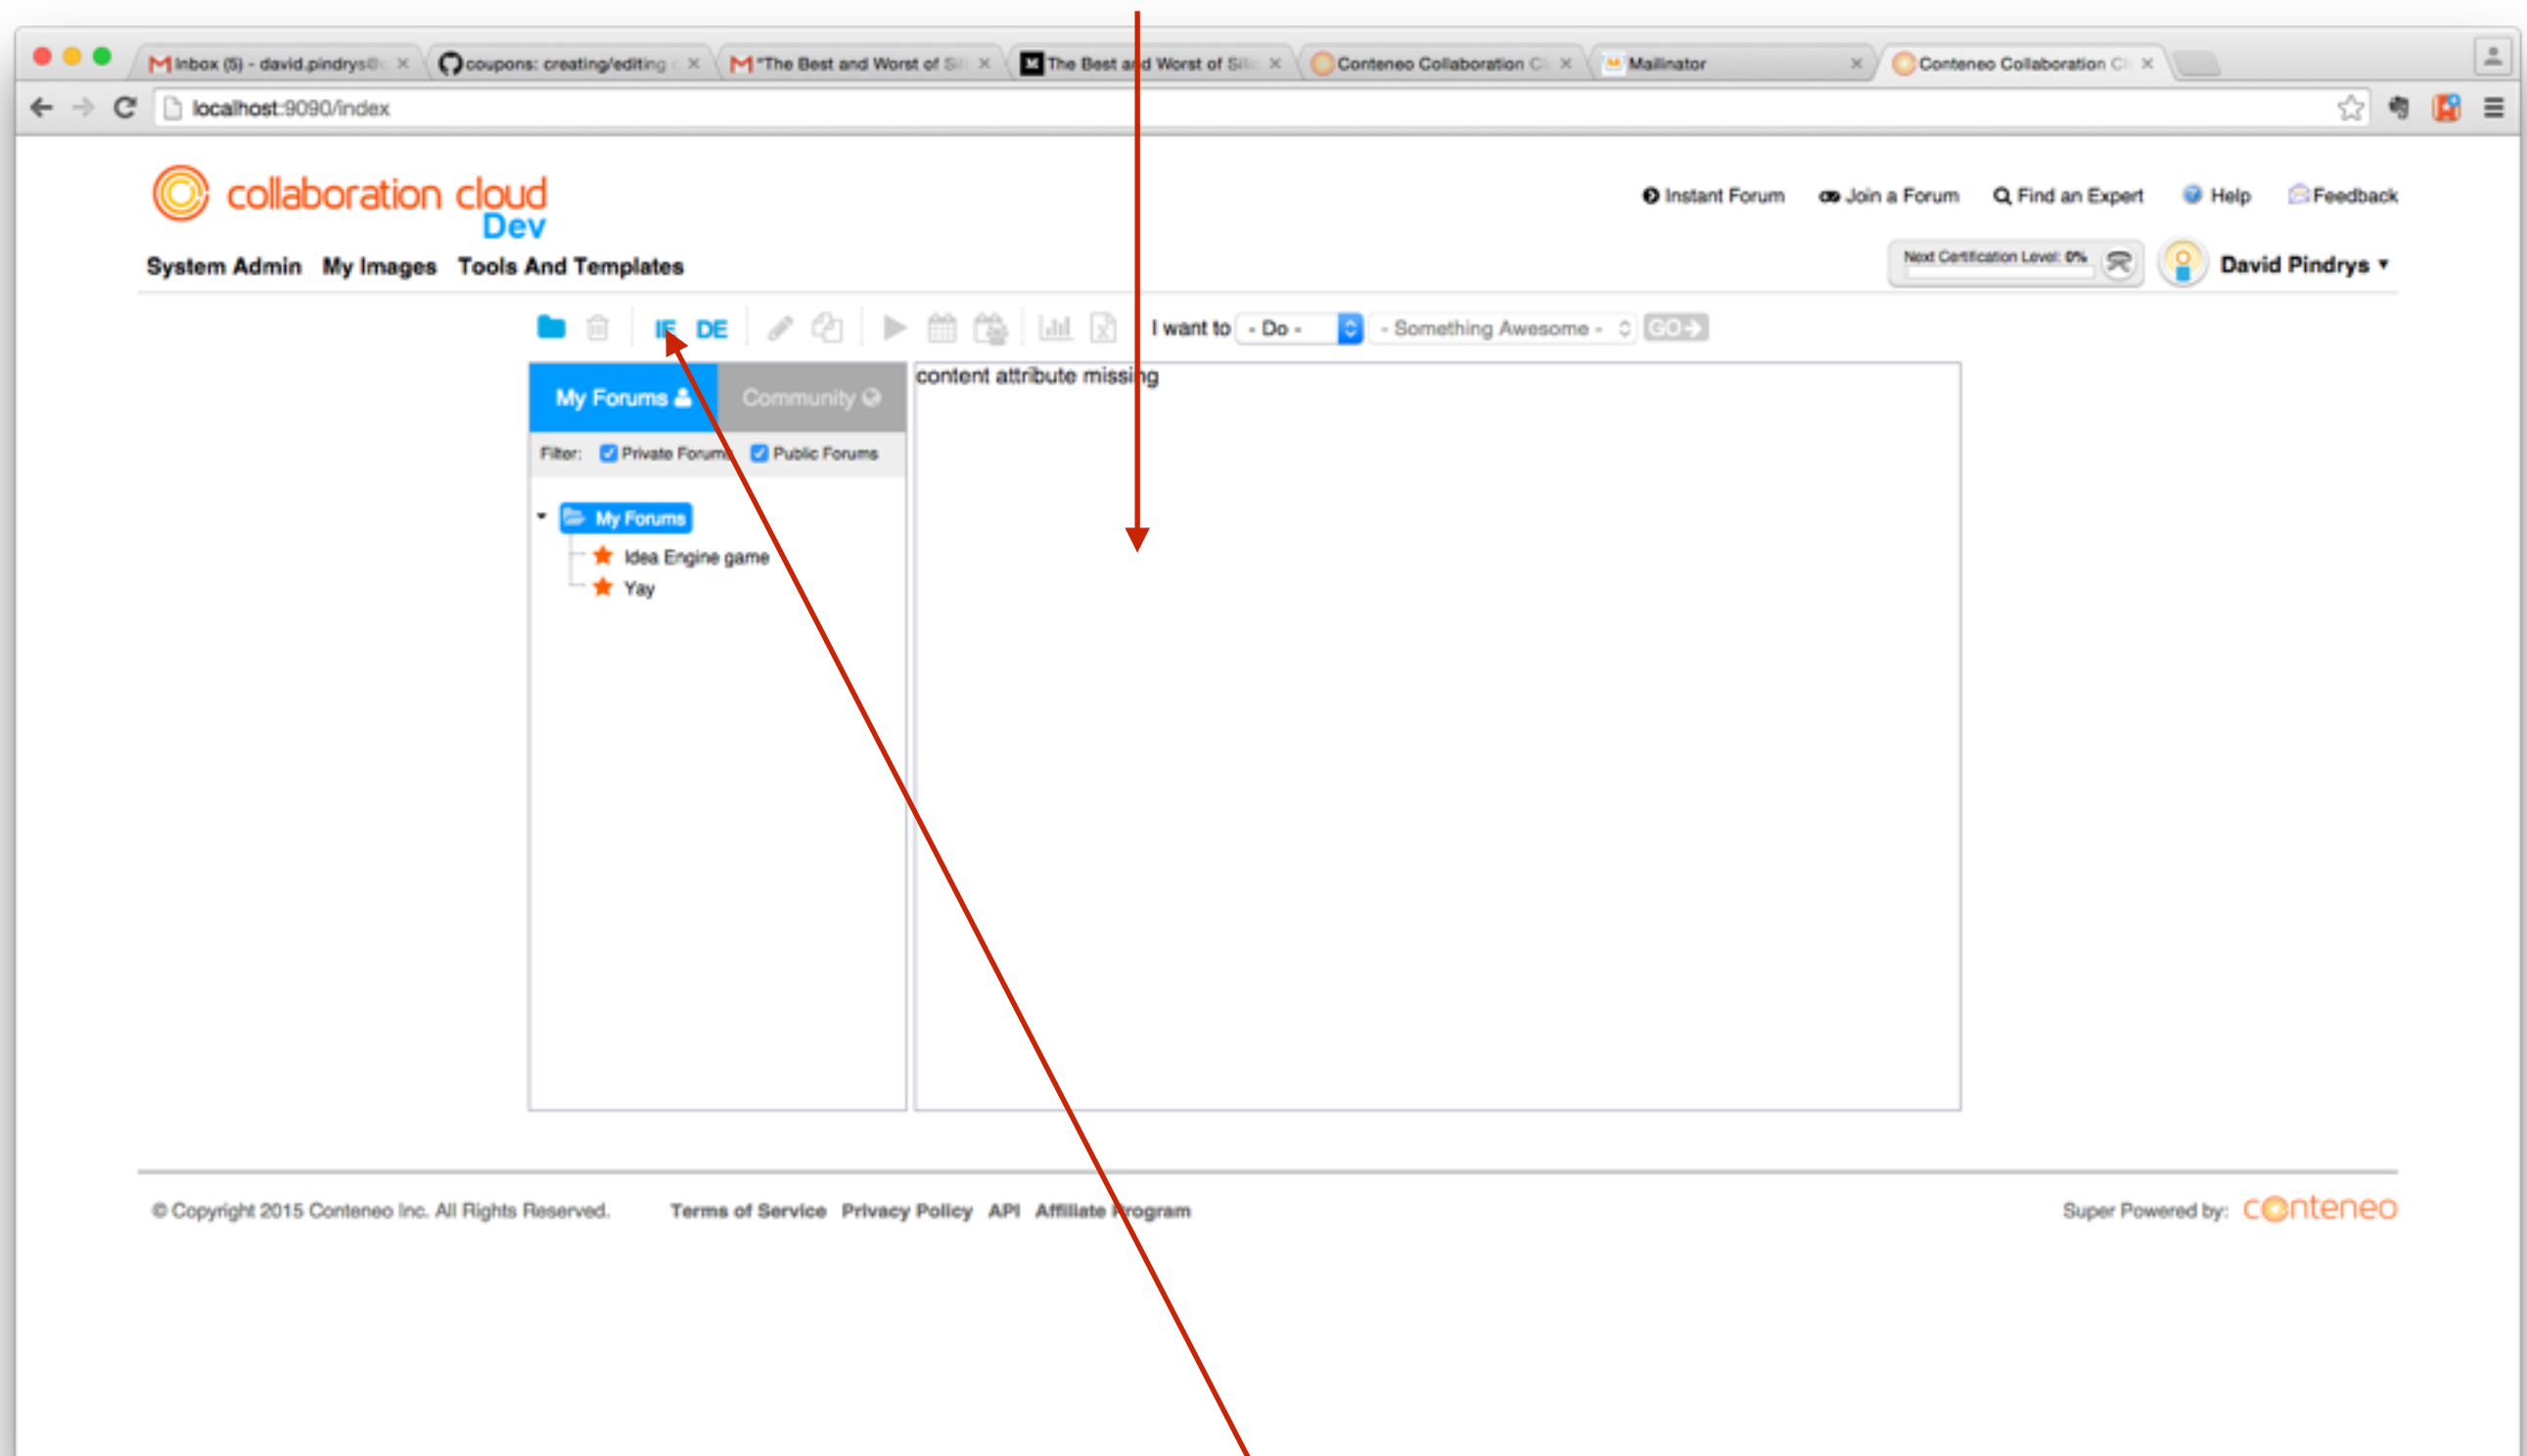 Inbox (5) - david.pindrys@
coupons: creating/editing
"The Best and Worst of Sili
The Best and Worst of Silic
Conteneo Collaboration Cl
Mailinator
Conteneo Collaboration Cl
localhost:9090/index
collaboration cloud
Dev
Instant Forum Join a Forum Find an Expert Help Feedback
System Admin My Images Tools And Templates
Next Certification Level: 0%
David Pindrys
IE DE I want to - Do - - Something Awesome - GO
My Forums Community
content attribute missing
Filter: Private Forums Public Forums
My Forums
Idea Engine game
Yay
© Copyright 2015 Conteneo Inc. All Rights Reserved. Terms of Service Privacy Policy API Affiliate Program
Super Powered by: conteneo